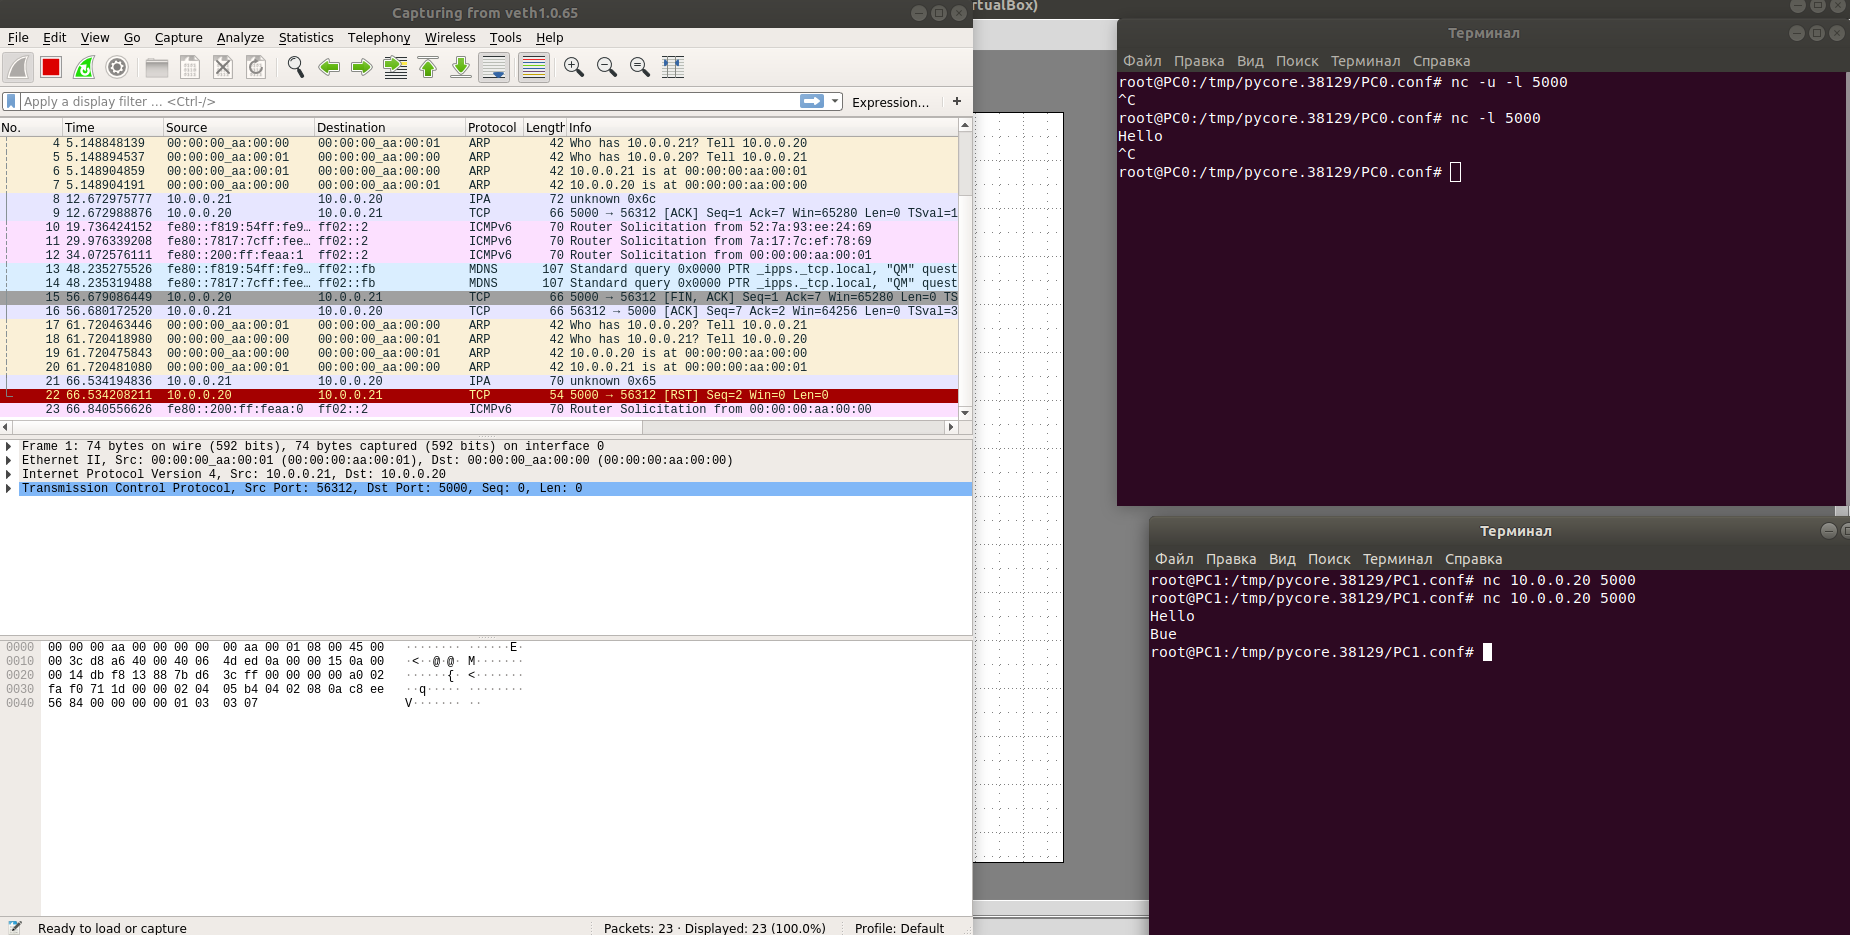 Capturing from veth1.0.65
File Edit View Go Capture Analyze Statistics Telephony Wireless Tools Help
Apply a display filter ... <Ctrl-/>
Expression... +
No. Time Source Destination Protocol Length Info
4 5.148848139 00:00:00_aa:00:00 00:00:00_aa:00:01 ARP 42 Who has 10.0.0.21? Tell 10.0.0.20
5 5.148894537 00:00:00_aa:00:01 00:00:00_aa:00:00 ARP 42 Who has 10.0.0.20? Tell 10.0.0.21
6 5.148904859 00:00:00_aa:00:01 00:00:00_aa:00:00 ARP 42 10.0.0.21 is at 00:00:00:aa:00:01
7 5.148904191 00:00:00_aa:00:00 00:00:00_aa:00:01 ARP 42 10.0.0.20 is at 00:00:00:aa:00:00
8 12.672975777 10.0.0.21 10.0.0.20 IPA 72 unknown 0x6c
9 12.672988876 10.0.0.20 10.0.0.21 TCP 66 5000 → 56312 [ACK] Seq=1 Ack=7 Win=65280 Len=0 TSval=1
10 19.736424152 fe80::f819:54ff:fe9… ff02::2 ICMPv6 70 Router Solicitation from 52:7a:93:ee:24:69
11 29.976339208 fe80::7817:7cff:fee… ff02::2 ICMPv6 70 Router Solicitation from 7a:17:7c:ef:78:69
12 34.072576111 fe80::200:ff:feaa:1 ff02::2 ICMPv6 70 Router Solicitation from 00:00:00:aa:00:01
13 48.235275526 fe80::f819:54ff:fe9… ff02::fb MDNS 107 Standard query 0x0000 PTR _ipps._tcp.local, "QM" quest
14 48.235319488 fe80::7817:7cff:fee… ff02::fb MDNS 107 Standard query 0x0000 PTR _ipps._tcp.local, "QM" quest
15 56.679086449 10.0.0.20 10.0.0.21 TCP 66 5000 → 56312 [FIN, ACK] Seq=1 Ack=7 Win=65280 Len=0 TS
16 56.680172520 10.0.0.21 10.0.0.20 TCP 66 56312 → 5000 [ACK] Seq=7 Ack=2 Win=64256 Len=0 TSval=3
17 61.720463446 00:00:00_aa:00:01 00:00:00_aa:00:00 ARP 42 Who has 10.0.0.20? Tell 10.0.0.21
18 61.720418980 00:00:00_aa:00:00 00:00:00_aa:00:01 ARP 42 Who has 10.0.0.21? Tell 10.0.0.20
19 61.720475843 00:00:00_aa:00:00 00:00:00_aa:00:01 ARP 42 10.0.0.20 is at 00:00:00:aa:00:00
20 61.720481080 00:00:00_aa:00:01 00:00:00_aa:00:00 ARP 42 10.0.0.21 is at 00:00:00:aa:00:01
21 66.534194836 10.0.0.21 10.0.0.20 IPA 70 unknown 0x65
22 66.534208211 10.0.0.20 10.0.0.21 TCP 54 5000 → 56312 [RST] Seq=2 Win=0 Len=0
23 66.840556626 fe80::200:ff:feaa:0 ff02::2 ICMPv6 70 Router Solicitation from 00:00:00:aa:00:00
Frame 1: 74 bytes on wire (592 bits), 74 bytes captured (592 bits) on interface 0
Ethernet II, Src: 00:00:00_aa:00:01 (00:00:00:aa:00:01), Dst: 00:00:00_aa:00:00 (00:00:00:aa:00:00)
Internet Protocol Version 4, Src: 10.0.0.21, Dst: 10.0.0.20
Transmission Control Protocol, Src Port: 56312, Dst Port: 5000, Seq: 0, Len: 0
0000 00 00 00 aa 00 00 00 00 00 aa 00 01 08 00 45 00 ········ ······E·
0010 00 3c d8 a6 40 00 40 06 4d ed 0a 00 00 15 0a 00 ·<··@·@· M·······
0020 00 14 db f8 13 88 7b d6 3c ff 00 00 00 00 a0 02 ······{· <·······
0030 fa f0 71 1d 00 00 02 04 05 b4 04 02 08 0a c8 ee ··q····· ········
0040 56 84 00 00 00 00 01 03 03 07 V······· ··
Ready to load or capture
Packets: 23 · Displayed: 23 (100.0%)
Profile: Default
rtualBox)
Терминал
Файл Правка Вид Поиск Терминал Справка
root@PC0:/tmp/pycore.38129/PC0.conf# nc -u -l 5000
^C
root@PC0:/tmp/pycore.38129/PC0.conf# nc -l 5000
Hello
^C
root@PC0:/tmp/pycore.38129/PC0.conf#
Терминал
Файл Правка Вид Поиск Терминал Справка
root@PC1:/tmp/pycore.38129/PC1.conf# nc 10.0.0.20 5000
root@PC1:/tmp/pycore.38129/PC1.conf# nc 10.0.0.20 5000
Hello
Bue
root@PC1:/tmp/pycore.38129/PC1.conf#